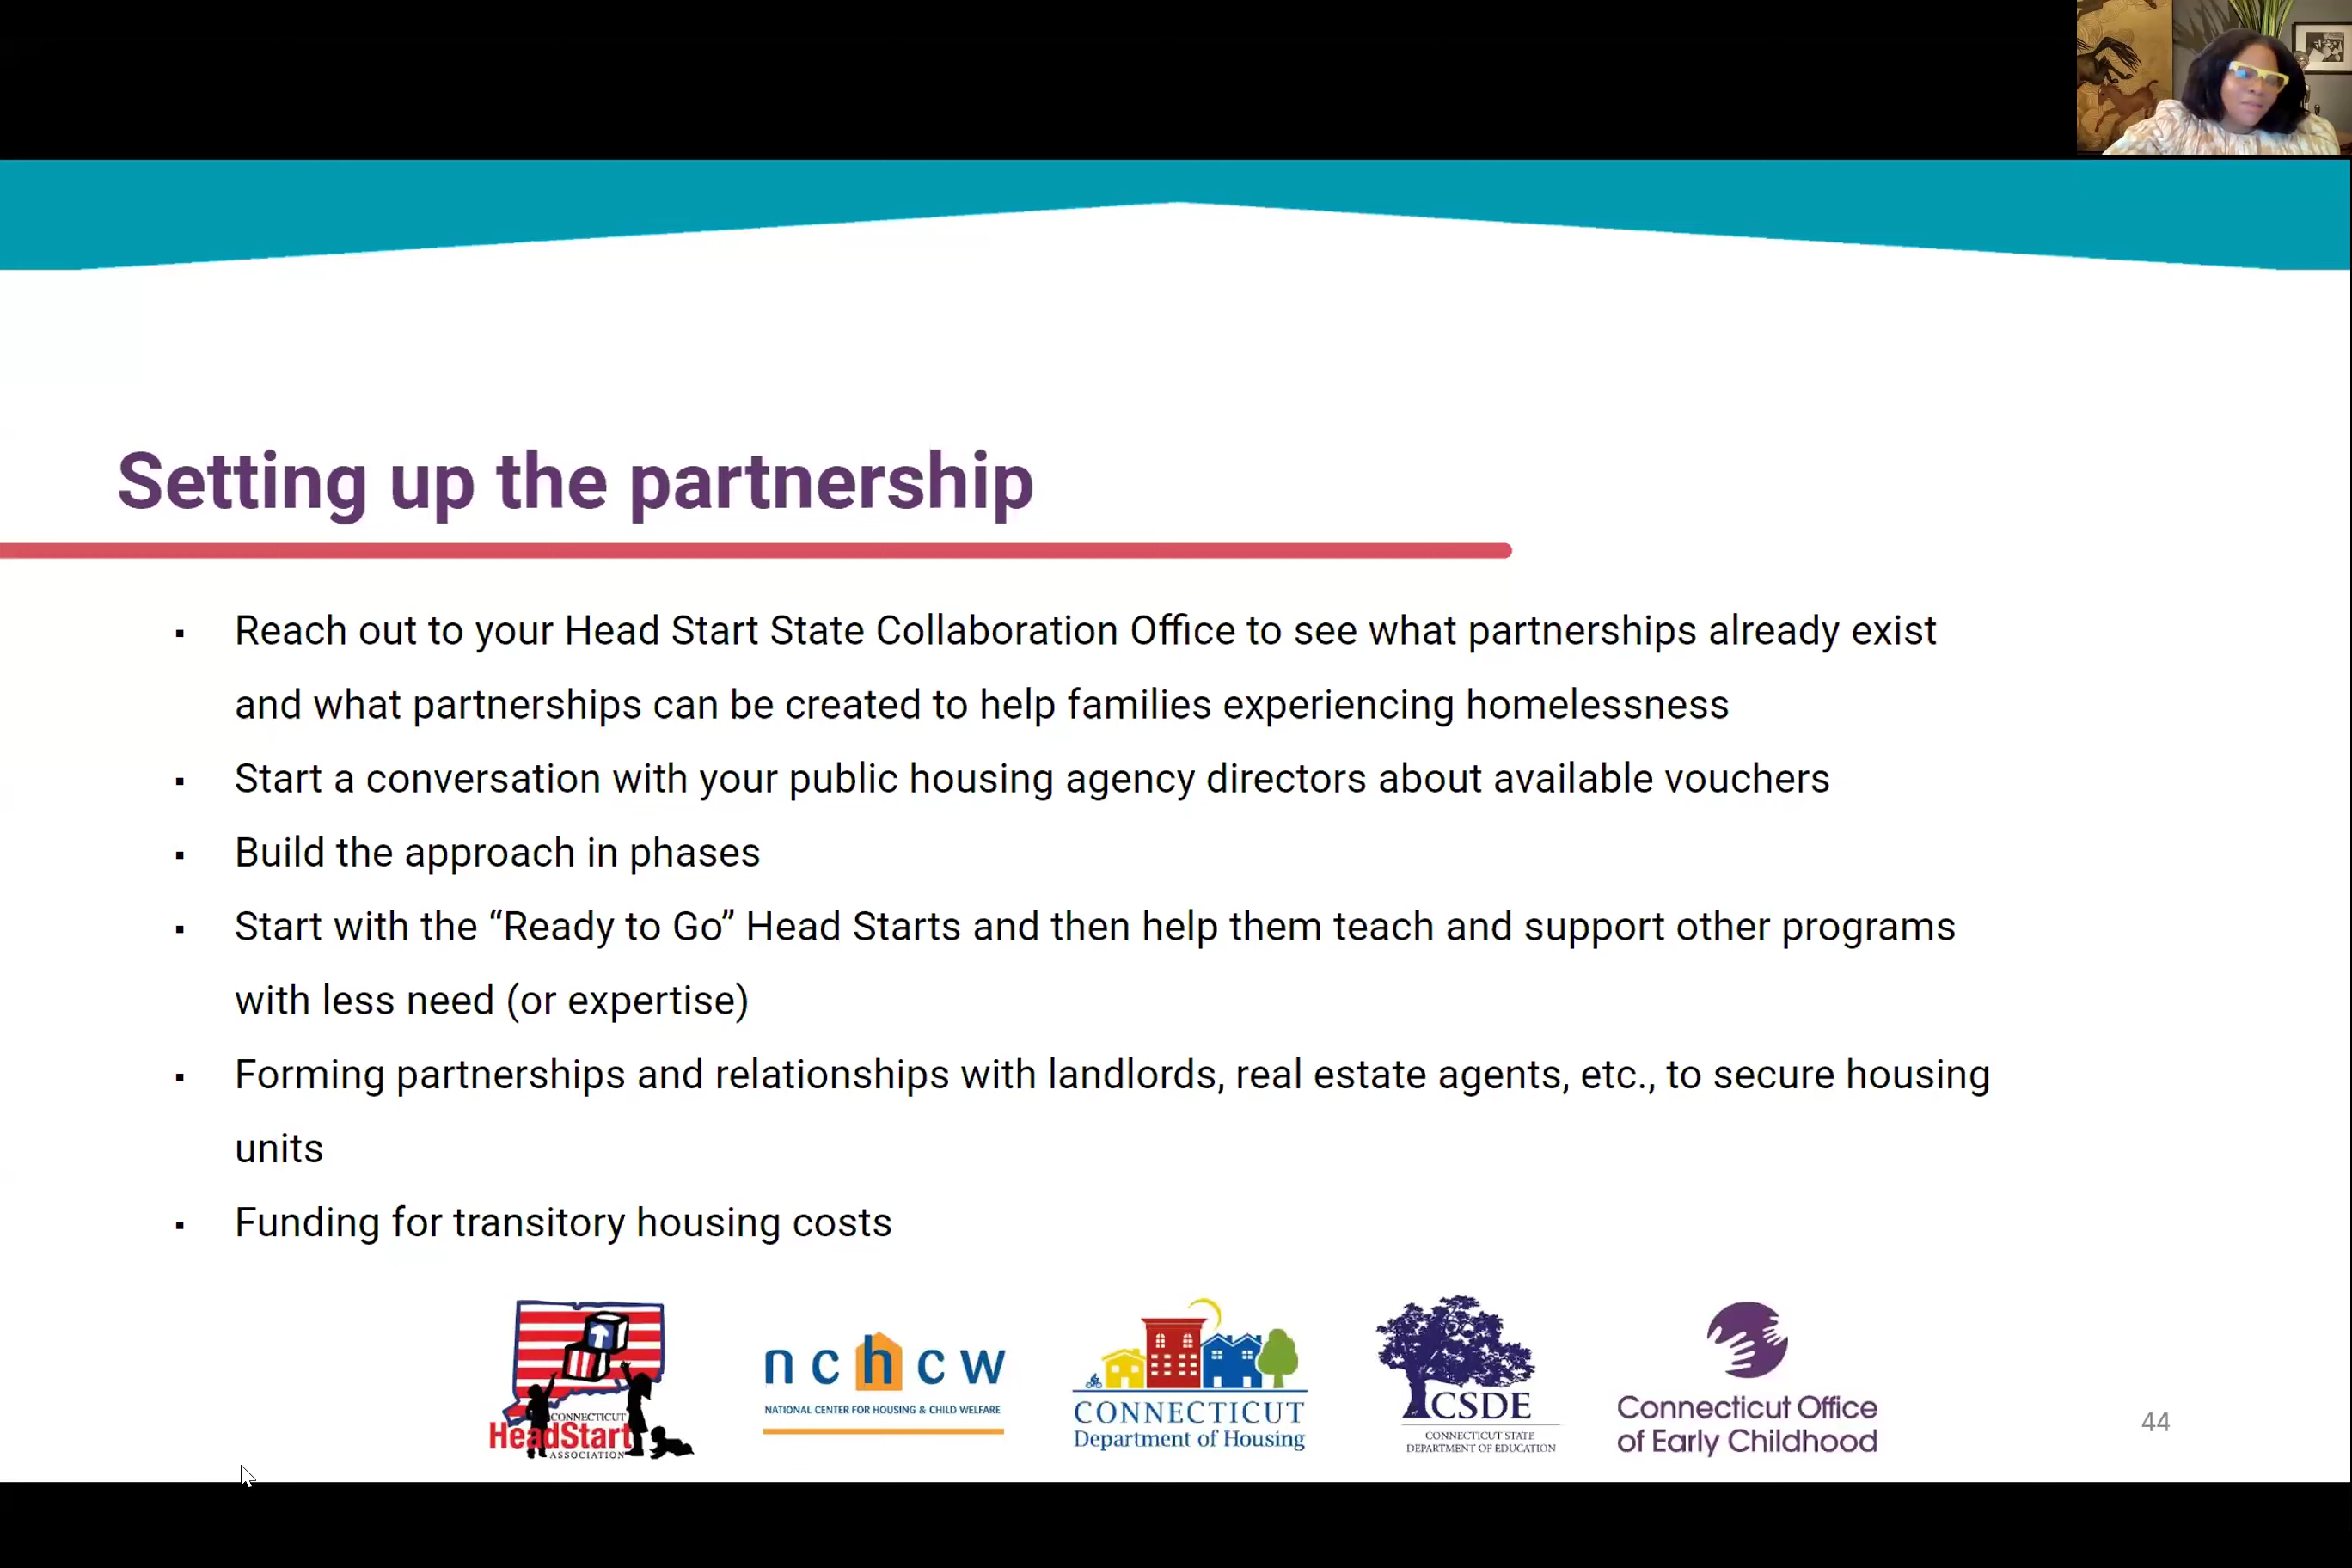 Setting up the partnership
▪ Reach out to your Head Start State Collaboration Office to see what partnerships already exist
and what partnerships can be created to help families experiencing homelessness
▪ Start a conversation with your public housing agency directors about available vouchers
▪ Build the approach in phases
▪ Start with the “Ready to Go” Head Starts and then help them teach and support other programs
with less need (or expertise)
▪ Forming partnerships and relationships with landlords, real estate agents, etc., to secure housing
units
▪ Funding for transitory housing costs
CONNECTICUT
HeadStart
ASSOCIATION
nchcw
NATIONAL CENTER FOR HOUSING & CHILD WELFARE
CONNECTICUT
Department of Housing
CSDE
CONNECTICUT STATE
DEPARTMENT OF EDUCATION
Connecticut Office
of Early Childhood
44